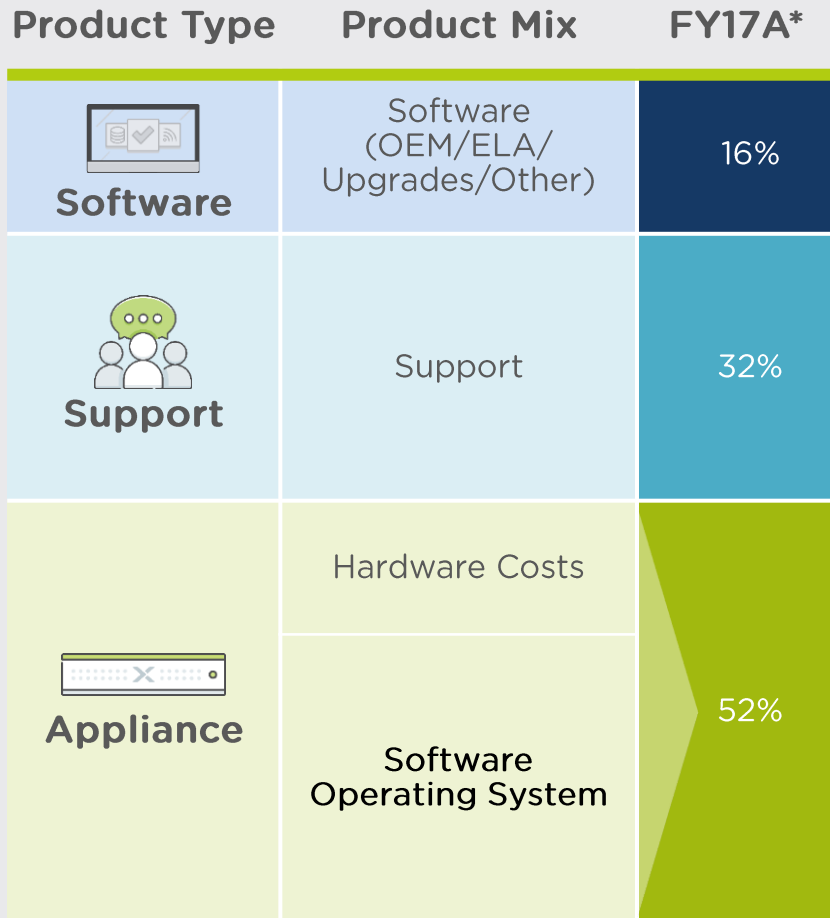 Product Type Product Mix FY17A*
Software
(OEM/ELA/
Upgrades/Other)
16%
Software
Support
32%
Support
Hardware Costs
Appliance
52%
Software
Operating System